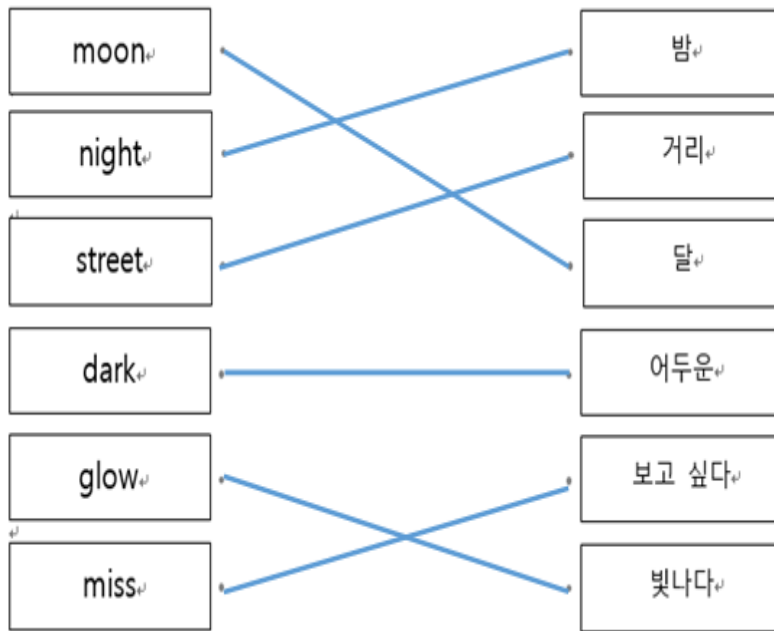 moon
밤
night
거리
street
달
dark
어두운
glow
보고 싶다
miss
빛나다